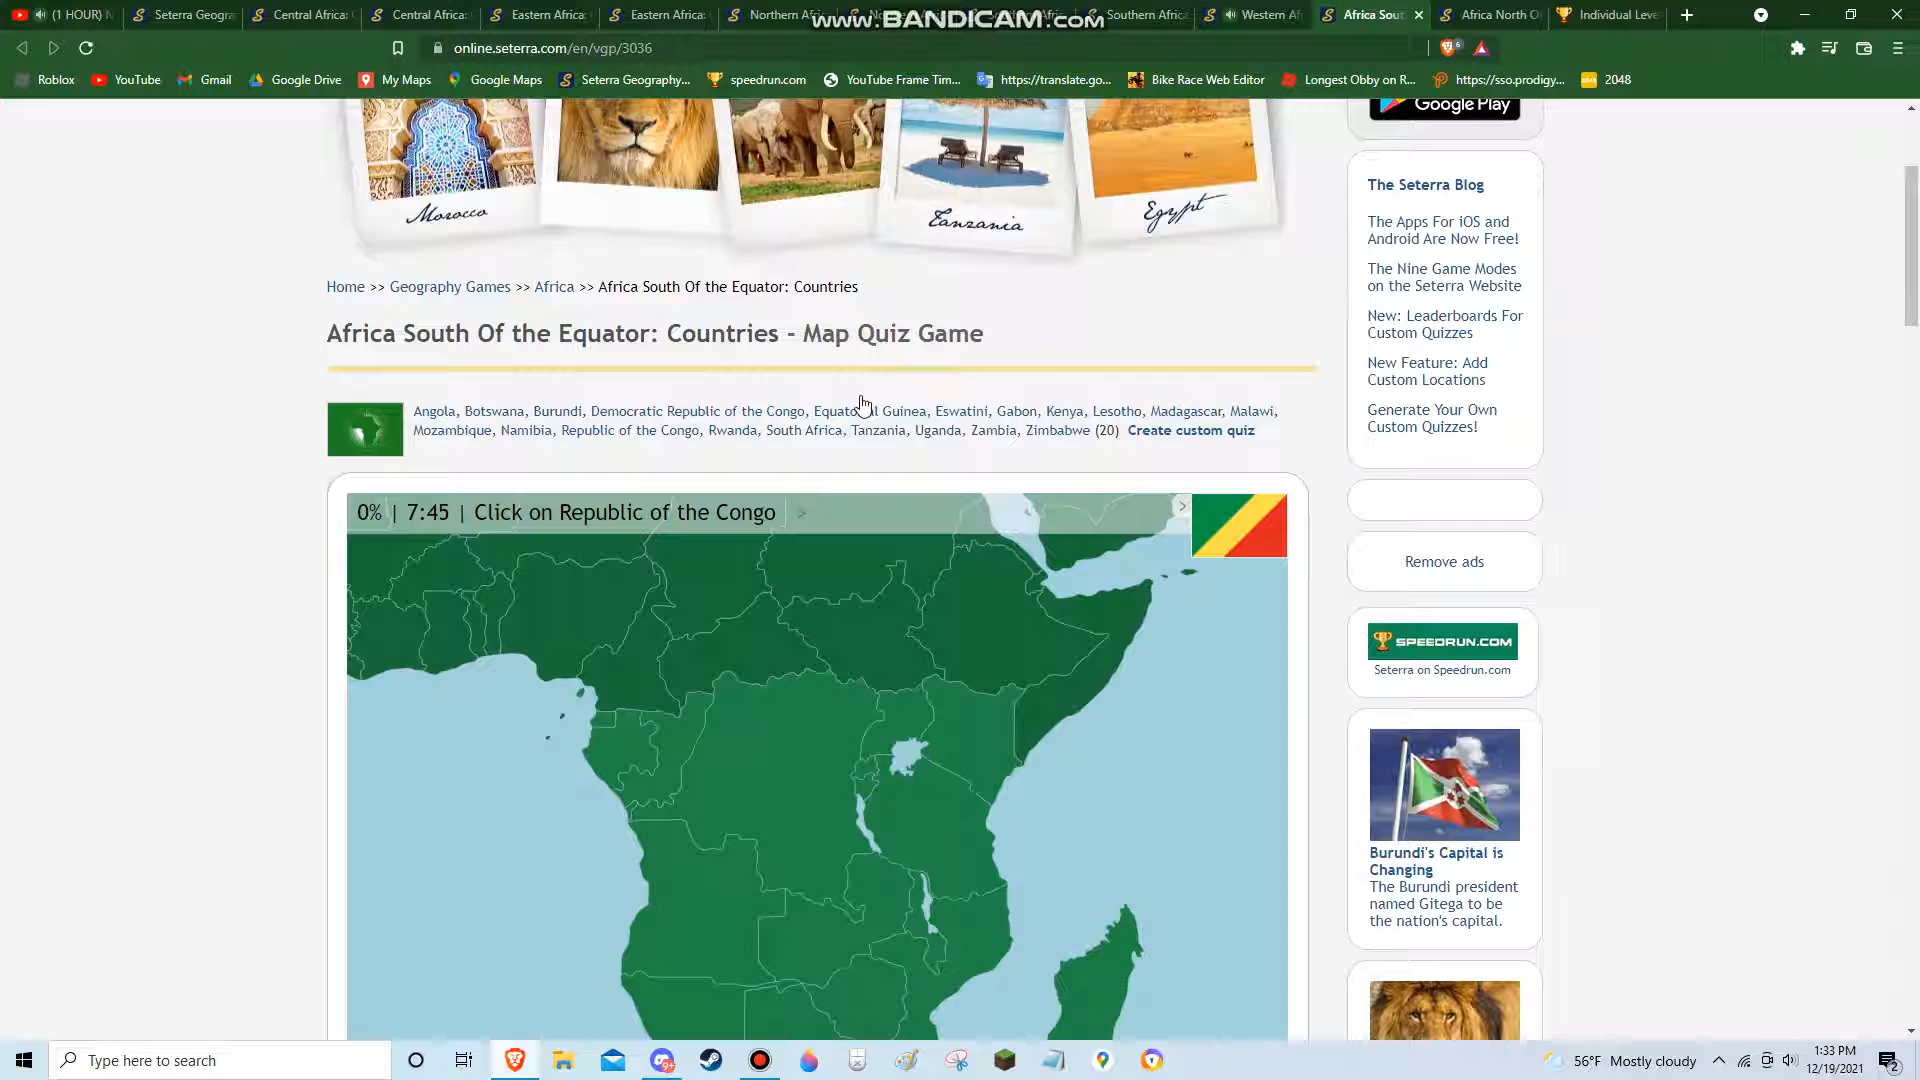 (1 HOUR)
Seterra Geogra
Central Africa:
Central Africa:
Eastern Africa:
Eastern Africa:
Northern Af
Southern Afric
Western Af
Africa Sout
Africa North O
Individual Leve
www.BANDICAM.com
online.seterra.com/en/vgp/3036
Roblox
YouTube
Gmail
Google Drive
My Maps
Google Maps
Seterra Geography...
speedrun.com
YouTube Frame Tim...
https://translate.go...
Bike Race Web Editor
Longest Obby on R...
https://sso.prodigy...
2048
Morocco
Tanzania
Egypt
Google Play
Home >> Geography Games >> Africa >> Africa South Of the Equator: Countries
Africa South Of the Equator: Countries - Map Quiz Game
Angola, Botswana, Burundi, Democratic Republic of the Congo, Equatorial Guinea, Eswatini, Gabon, Kenya, Lesotho, Madagascar, Malawi,
Mozambique, Namibia, Republic of the Congo, Rwanda, South Africa, Tanzania, Uganda, Zambia, Zimbabwe (20) Create custom quiz
0% | 7:45 | Click on Republic of the Congo
The Seterra Blog
The Apps For iOS and
Android Are Now Free!
The Nine Game Modes
on the Seterra Website
New: Leaderboards For
Custom Quizzes
New Feature: Add
Custom Locations
Generate Your Own
Custom Quizzes!
Remove ads
SPEEDRUN.COM
Seterra on Speedrun.com
Burundi's Capital is
Changing
The Burundi president
named Gitega to be
the nation's capital.
Type here to search
9+
56°F Mostly cloudy
1:33 PM
12/19/2021
2